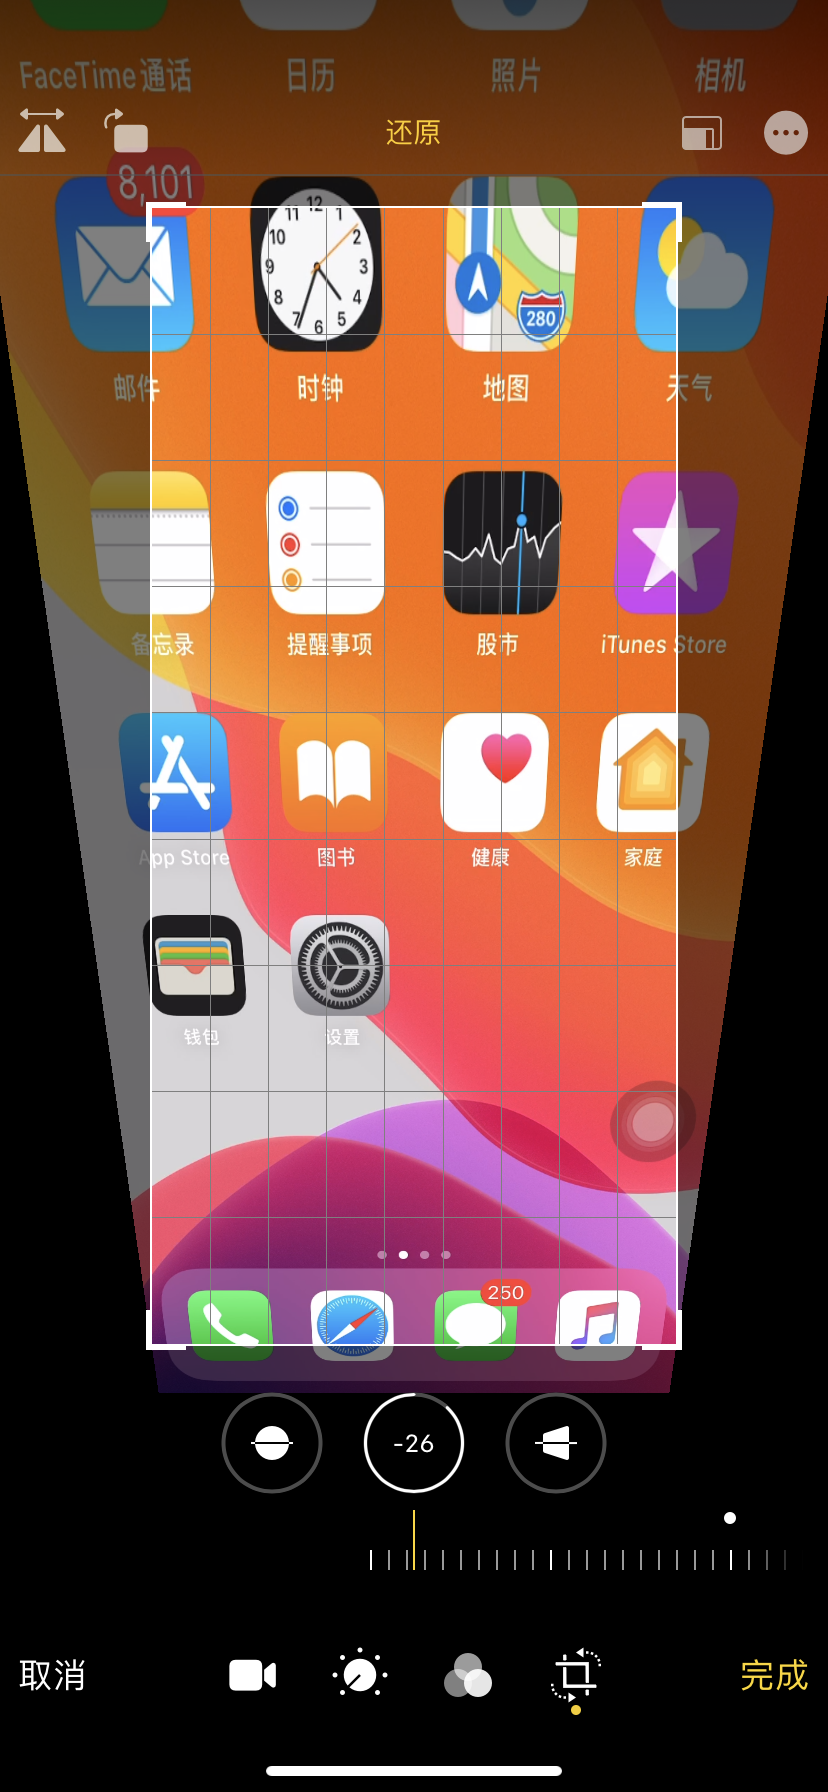 FaceTime通话 日历 照片 相机
还原
8,101
12
11 1
10 2
9 3
8 4
7 5
6
280
邮件 时钟 地图 天气
备忘录 提醒事项 股市 iTunes Store
App Store 图书 健康 家庭
钱包 设置
250
-26
取消 完成